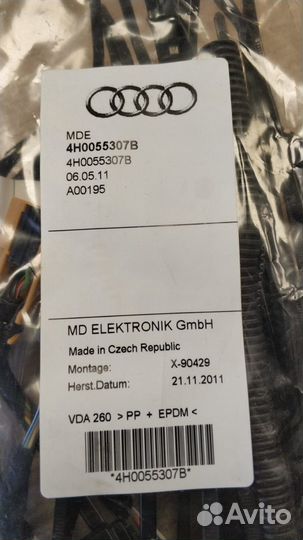 MDE
4H0055307B
4H0055307B
06.05.11
A00195
MD ELEKTRONIK GmbH
Made in Czech Republic
Montage: X-90429
Herst.Datum: 21.11.2011
VDA 260 >PP + EPDM<
*4H0055307B*
Avito